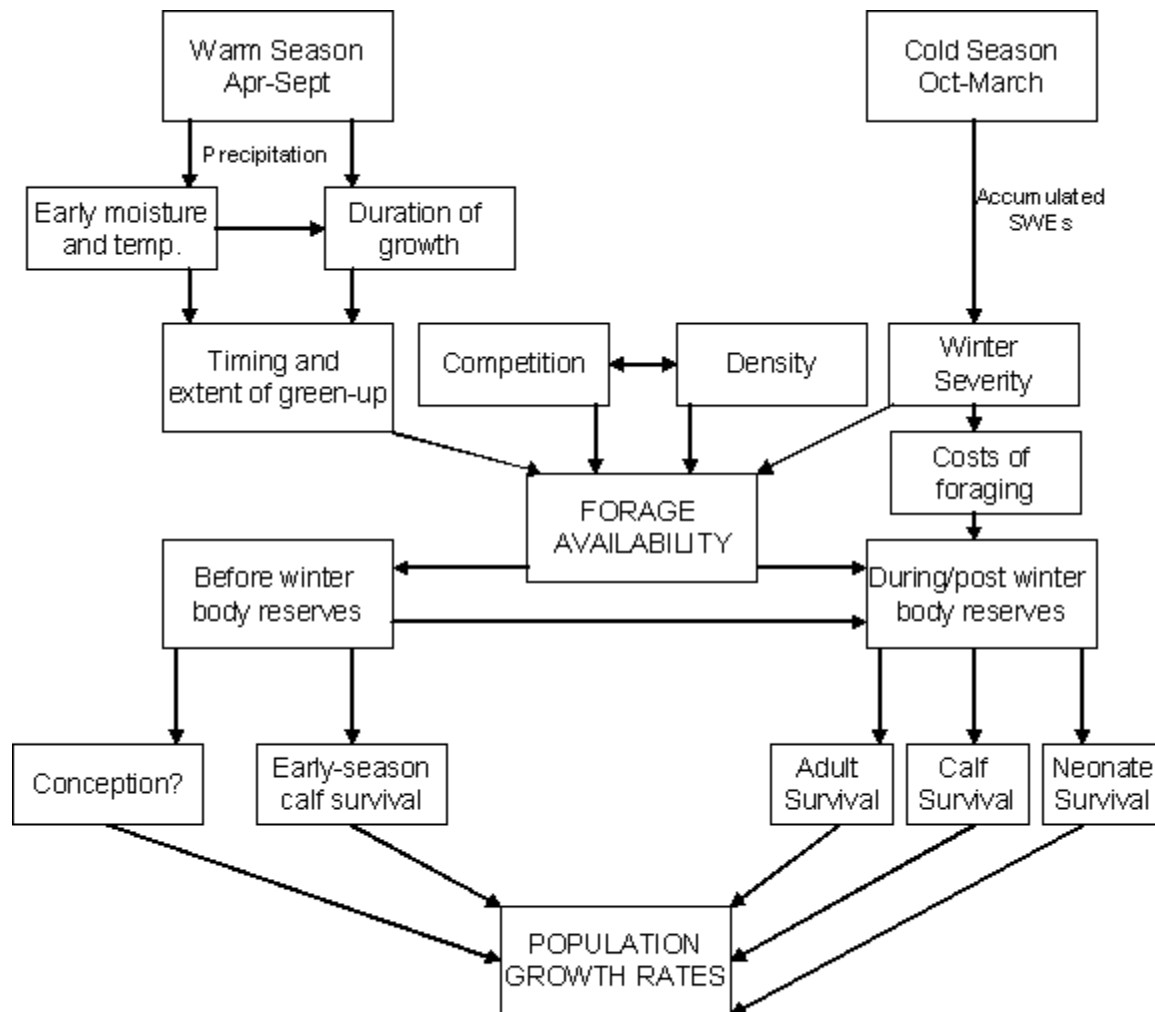 Warm Season
Apr-Sept
Cold Season
Oct-March
Precipitation
Early moisture
and temp.
Duration of
growth
Accumulated
SWEs
Timing and
extent of green-up
Competition
Density
Winter
Severity
Costs of
foraging
FORAGE
AVAILABILITY
Before winter
body reserves
During/post winter
body reserves
Conception?
Early-season
calf survival
Adult
Survival
Calf
Survival
Neonate
Survival
POPULATION
GROWTH RATES